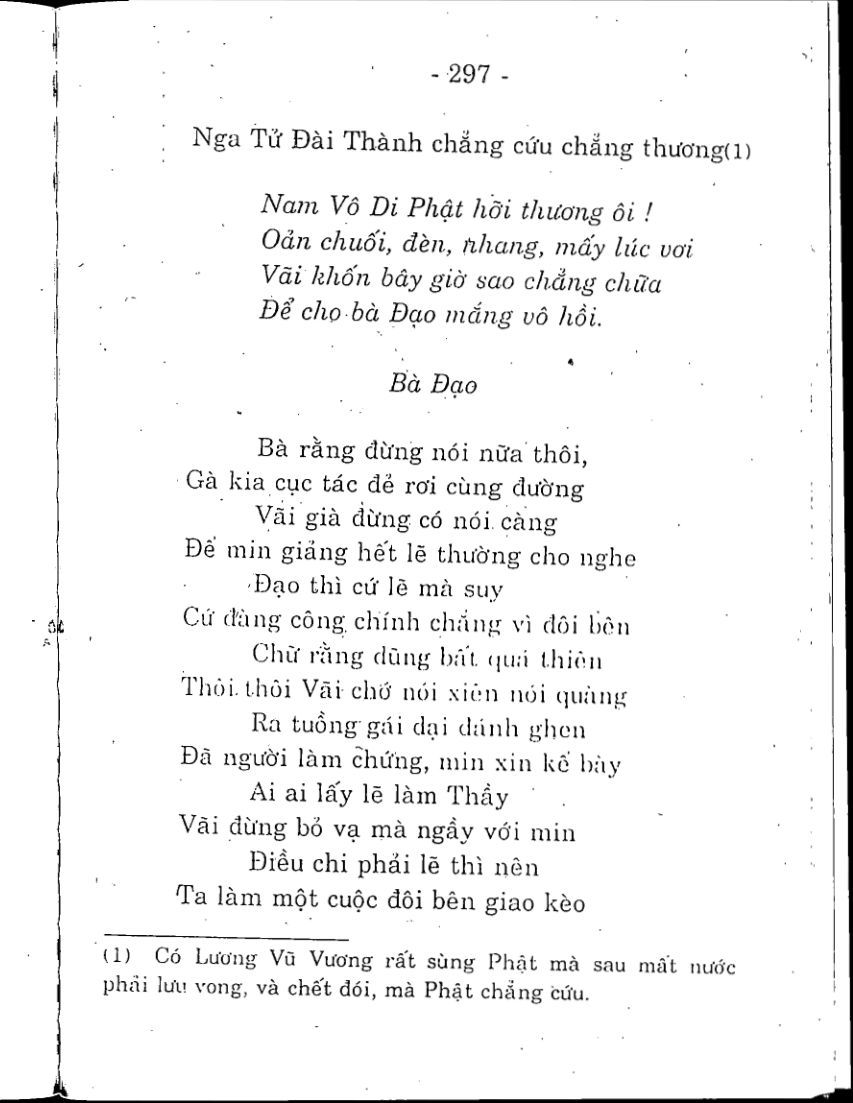 - 297 -
Nga Tử Đài Thành chẳng cứu chẳng thương(1)
Nam Vô Di Phật hỡi thương ôi !
Oản chuối, đèn, nhang, mấy lúc vơi
Vãi khốn bây giờ sao chẳng chữa
Để cho bà Đạo mắng vô hồi.
Bà Đạo
Bà rằng đừng nói nữa thôi,
Gà kia cục tác đẻ rơi cùng đường
Vãi già đừng có nói càng
Để min giảng hết lẽ thường cho nghe
Đạo thì cứ lẽ mà suy
Cứ đàng công chính chẳng vì đôi bên
Chữ rằng dũng bất quá thiên
Thôi thôi Vãi chớ nói xiên nói quàng
Ra tuồng gái dại đánh ghen
Đã người làm chứng, min xin kể bày
Ai ai lấy lẽ làm Thầy
Vãi đừng bỏ vạ mà ngầy với min
Điều chi phải lẽ thì nên
Ta làm một cuộc đôi bên giao kèo
(1) Có Lương Vũ Vương rất sùng Phật mà sau mất nước
phải lưu vong, và chết đói, mà Phật chẳng cứu.